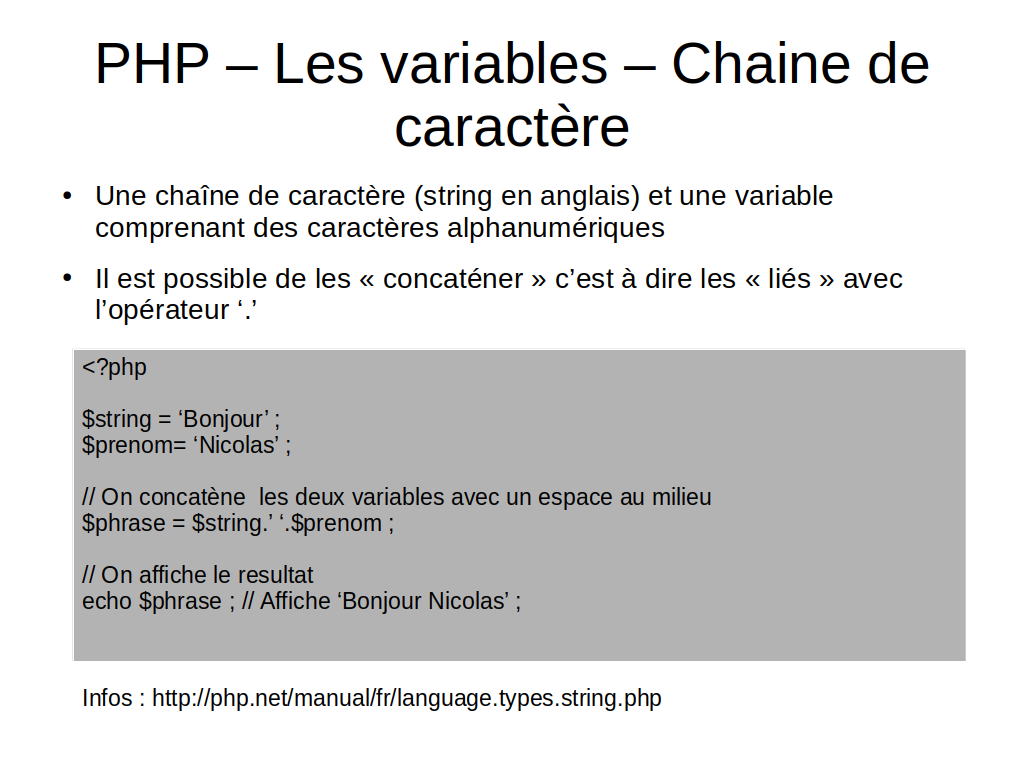 PHP – Les variables – Chaine de
caractère
• Une chaîne de caractère (string en anglais) et une variable
comprenant des caractères alphanumériques
• Il est possible de les « concaténer » c’est à dire les « liés » avec
l’opérateur ‘.’
<?php
$string = ‘Bonjour’ ;
$prenom= ‘Nicolas’ ;
// On concatène  les deux variables avec un espace au milieu
$phrase = $string.’ ‘.$prenom ;
// On affiche le resultat
echo $phrase ; // Affiche ‘Bonjour Nicolas’ ;
Infos : http://php.net/manual/fr/language.types.string.php